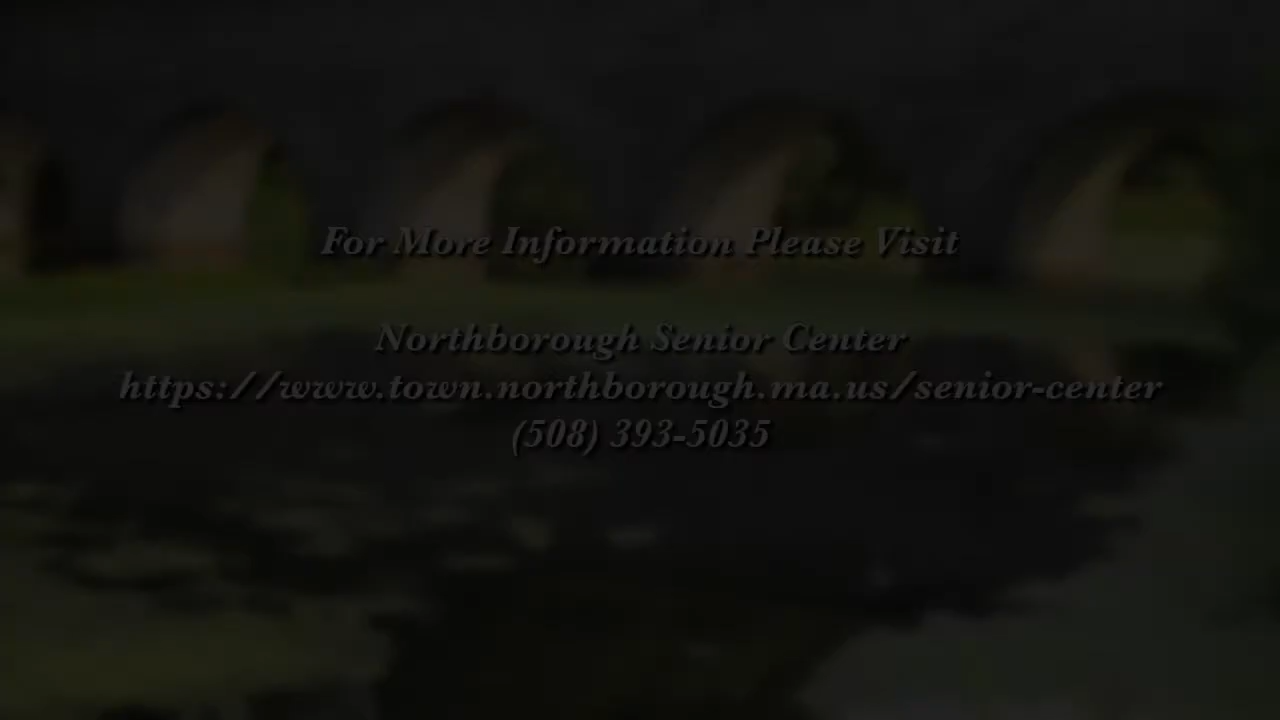 For More Information Please Visit
Northborough Senior Center
https://www.town.northborough.ma.us/senior-center
(508) 393-5035